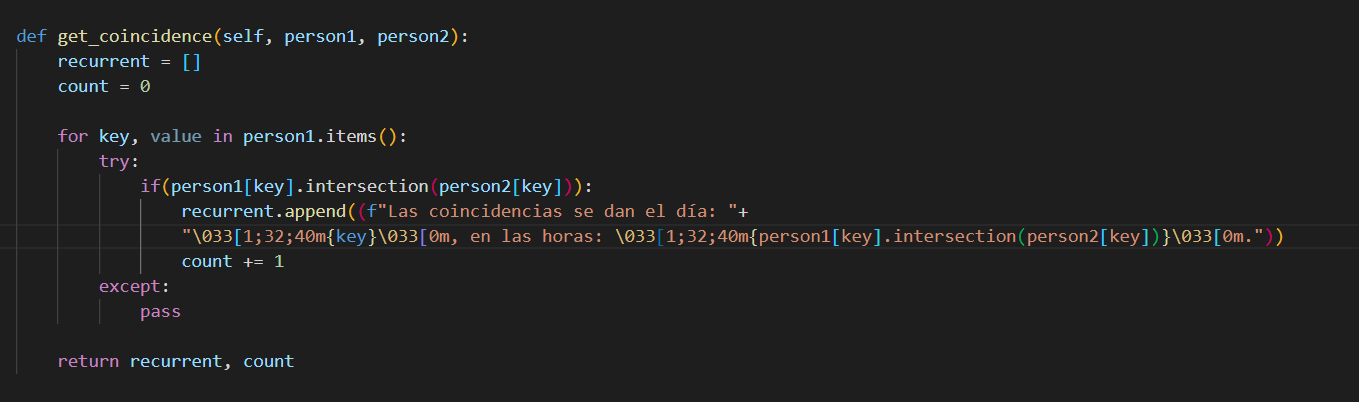 def get_coincidence(self, person1, person2):
    recurrent = []
    count = 0

    for key, value in person1.items():
        try:
            if(person1[key].intersection(person2[key])):
                recurrent.append((f"Las coincidencias se dan el día: "+
                "\033[1;32;40m{key}\033[0m, en las horas: \033[1;32;40m{person1[key].intersection(person2[key])}\033[0m."))
                count += 1
        except:
            pass

    return recurrent, count